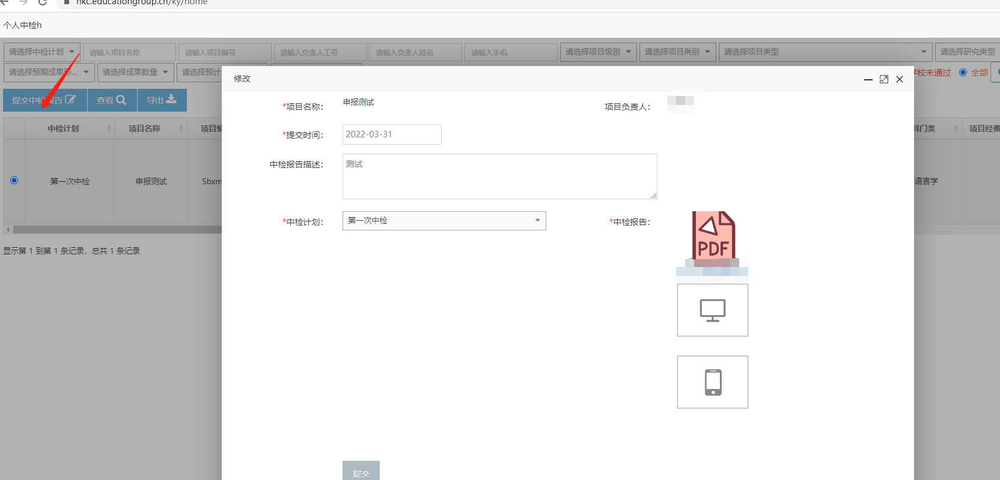 hkc.educationgroup.cn/ky/home
个人中检h
请选择中检计划 请输入项目名称 请输入项目编号 请输入负责人工号 请输入负责人姓名 请输入手机 请选择项目级别 请选择项目类别 请选择项目类型 请选择研究类型
请选择预期成果形... 请选择成果数量 请选择预计 学校未通过 全部
提交中检报告 查看 导出
中检计划 项目名称 项目编 科门类 项目经费
第一次中检 申报测试 Sbxm 语言学
显示第 1 到第 1 条记录，总共 1 条记录
修改
*项目名称： 申报测试 项目负责人：
*提交时间： 2022-03-31
中检报告描述： 测试
*中检计划： 第一次中检 *中检报告：
PDF
提交